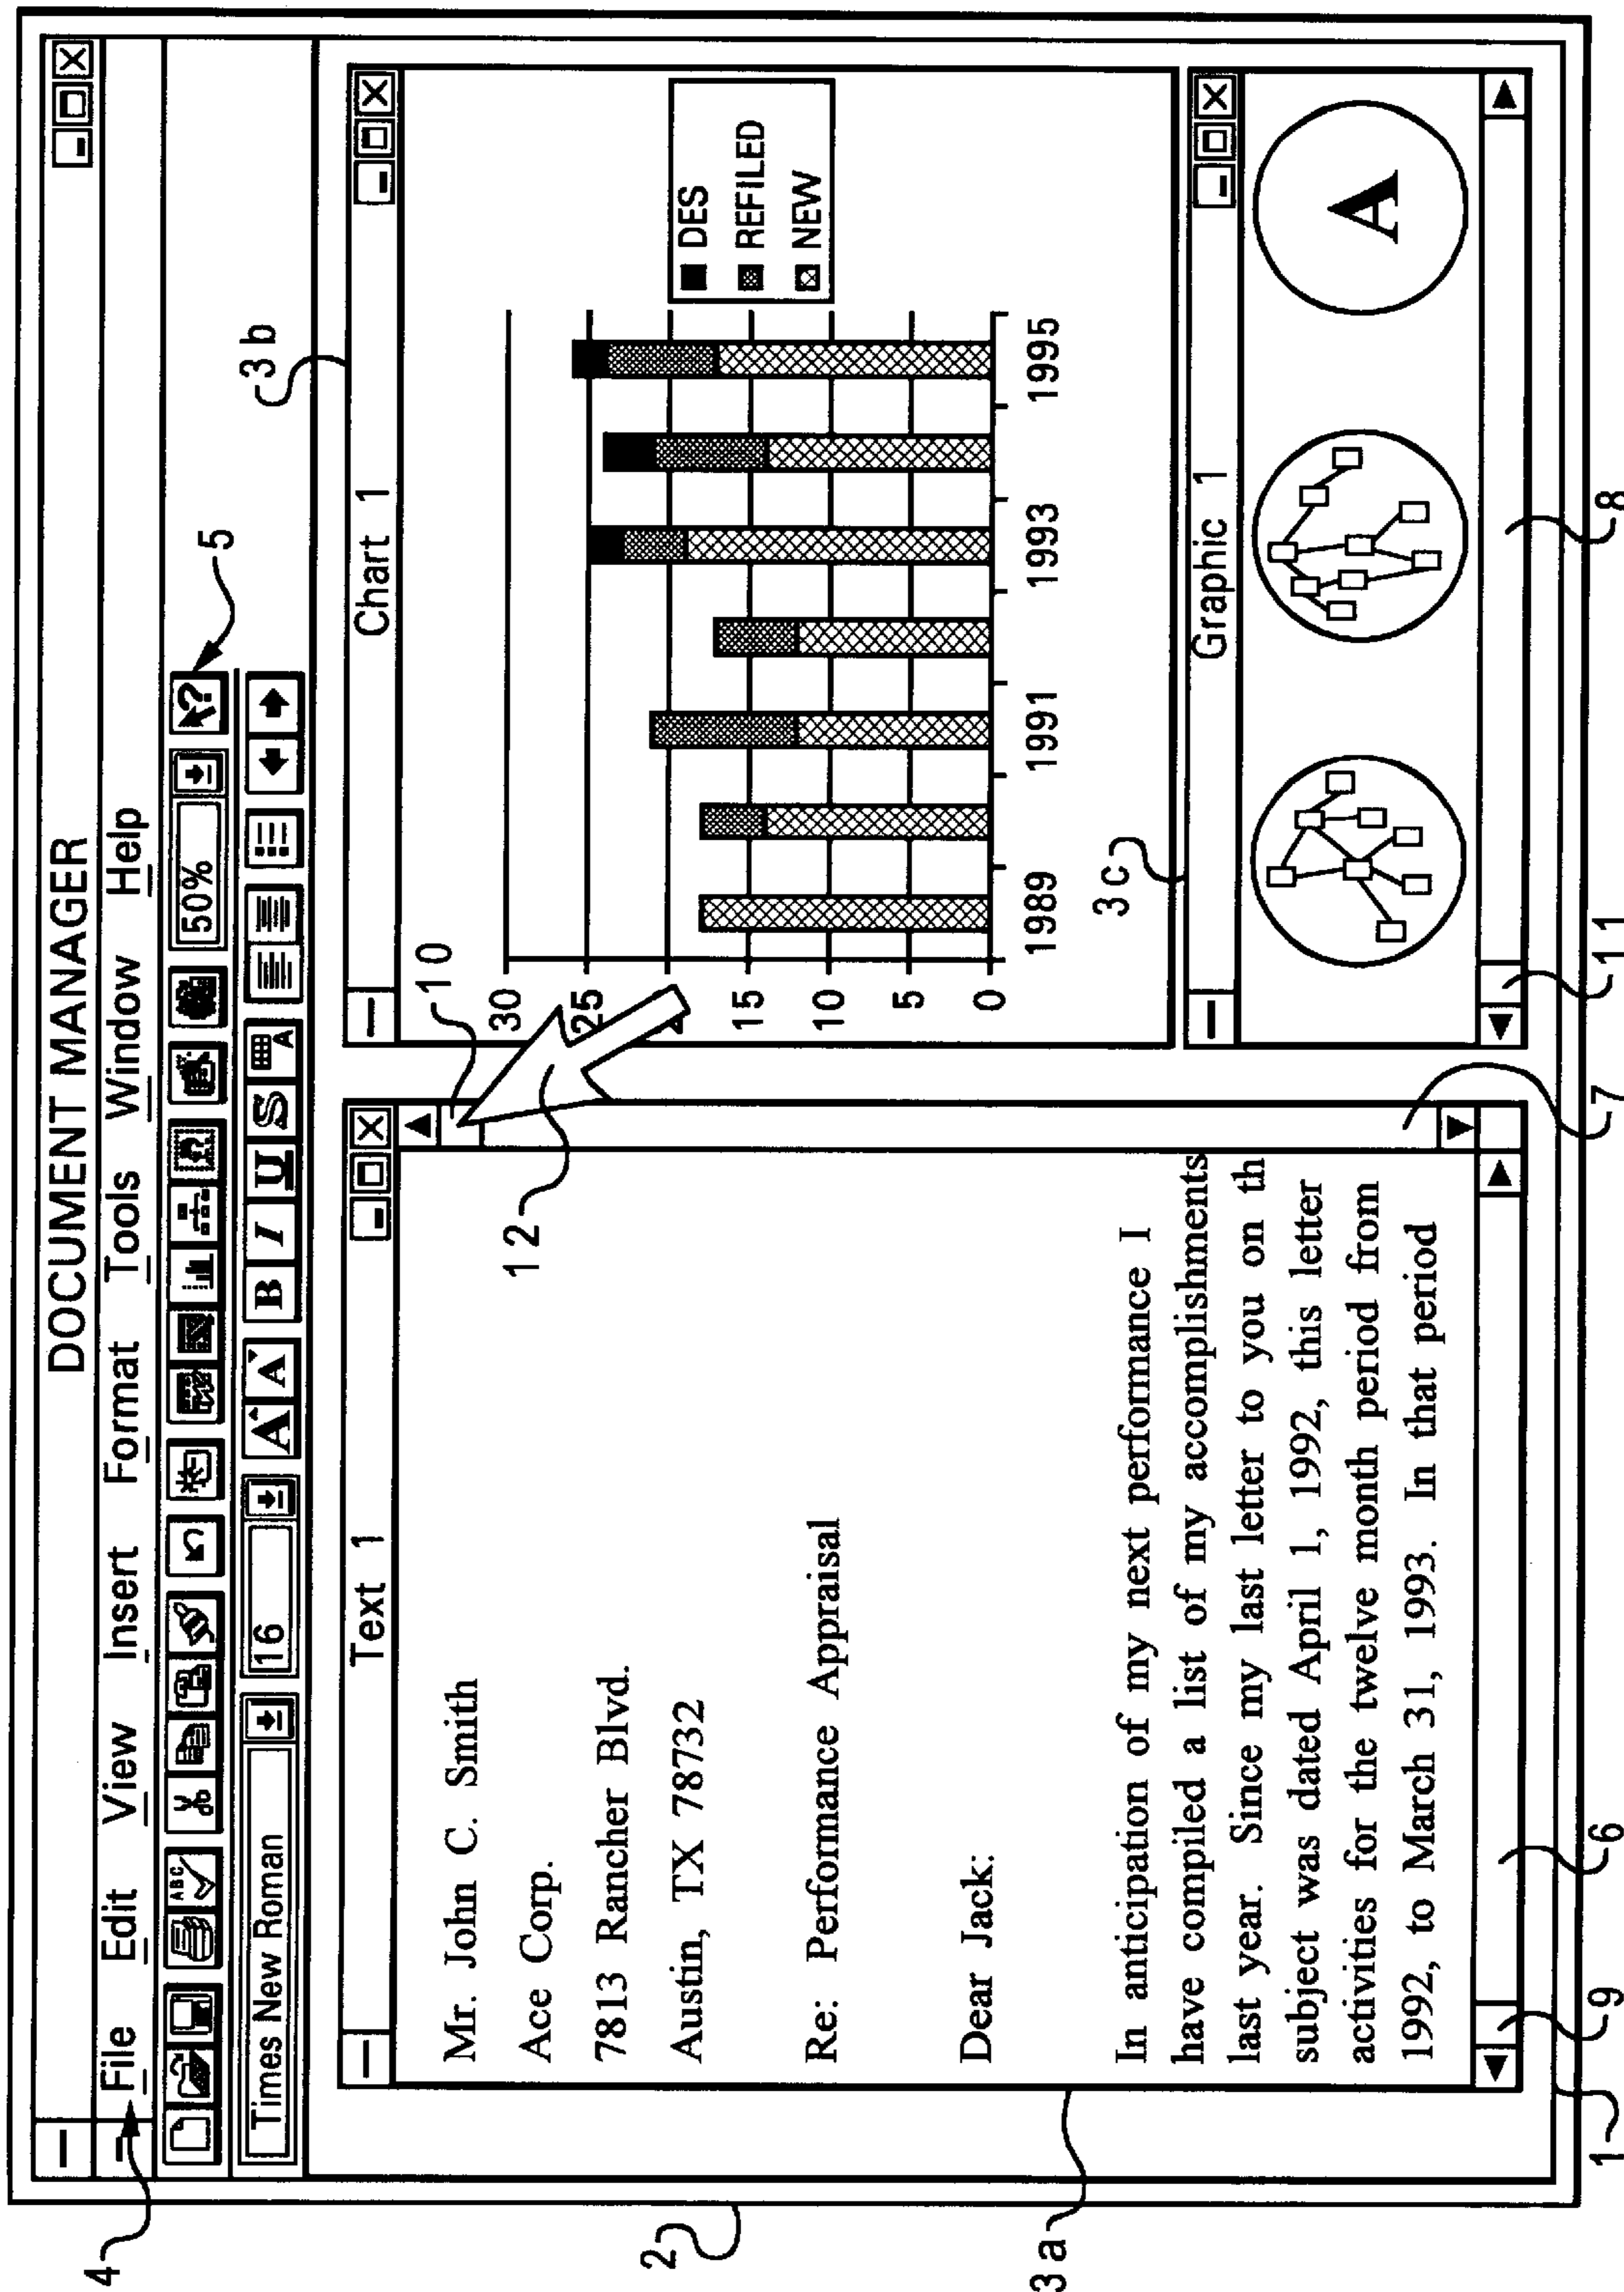 DOCUMENT MANAGER
File Edit View Insert Format Tools Window Help
ABC 50% ?
Times New Roman 16 A A B I U S A
Text 1
Mr. John C. Smith
Ace Corp.
7813 Rancher Blvd.
Austin, TX 78732
Re: Performance Appraisal
Dear Jack:
In anticipation of my next performance I
have compiled a list of my accomplishments
last year. Since my last letter to you on th
subject was dated April 1, 1992, this letter
activities for the twelve month period from
1992, to March 31, 1993. In that period
Chart 1
30
25
15
10
5
0
1989 1991 1993 1995
DES
REFILED
NEW
Graphic 1
A
4
5
2
3a
3b
3c
10
12
1
9
6
7
11
8